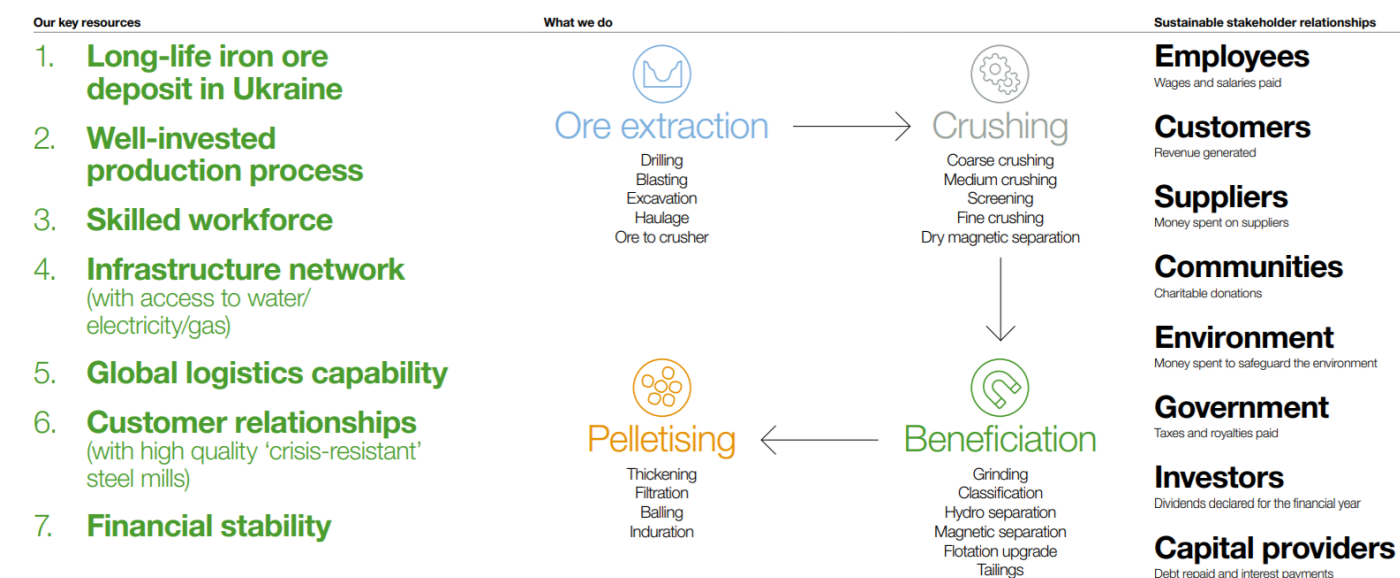 Our key resources
1. Long-life iron ore
deposit in Ukraine
2. Well-invested
production process
3. Skilled workforce
4. Infrastructure network
(with access to water/
electricity/gas)
5. Global logistics capability
6. Customer relationships
(with high quality ‘crisis-resistant’
steel mills)
7. Financial stability
What we do
Ore extraction
Drilling
Blasting
Excavation
Haulage
Ore to crusher
Crushing
Coarse crushing
Medium crushing
Screening
Fine crushing
Dry magnetic separation
Beneficiation
Grinding
Classification
Hydro separation
Magnetic separation
Flotation upgrade
Tailings
Pelletising
Thickening
Filtration
Balling
Induration
Sustainable stakeholder relationships
Employees
Wages and salaries paid
Customers
Revenue generated
Suppliers
Money spent on suppliers
Communities
Charitable donations
Environment
Money spent to safeguard the environment
Government
Taxes and royalties paid
Investors
Dividends declared for the financial year
Capital providers
Debt repaid and interest payments